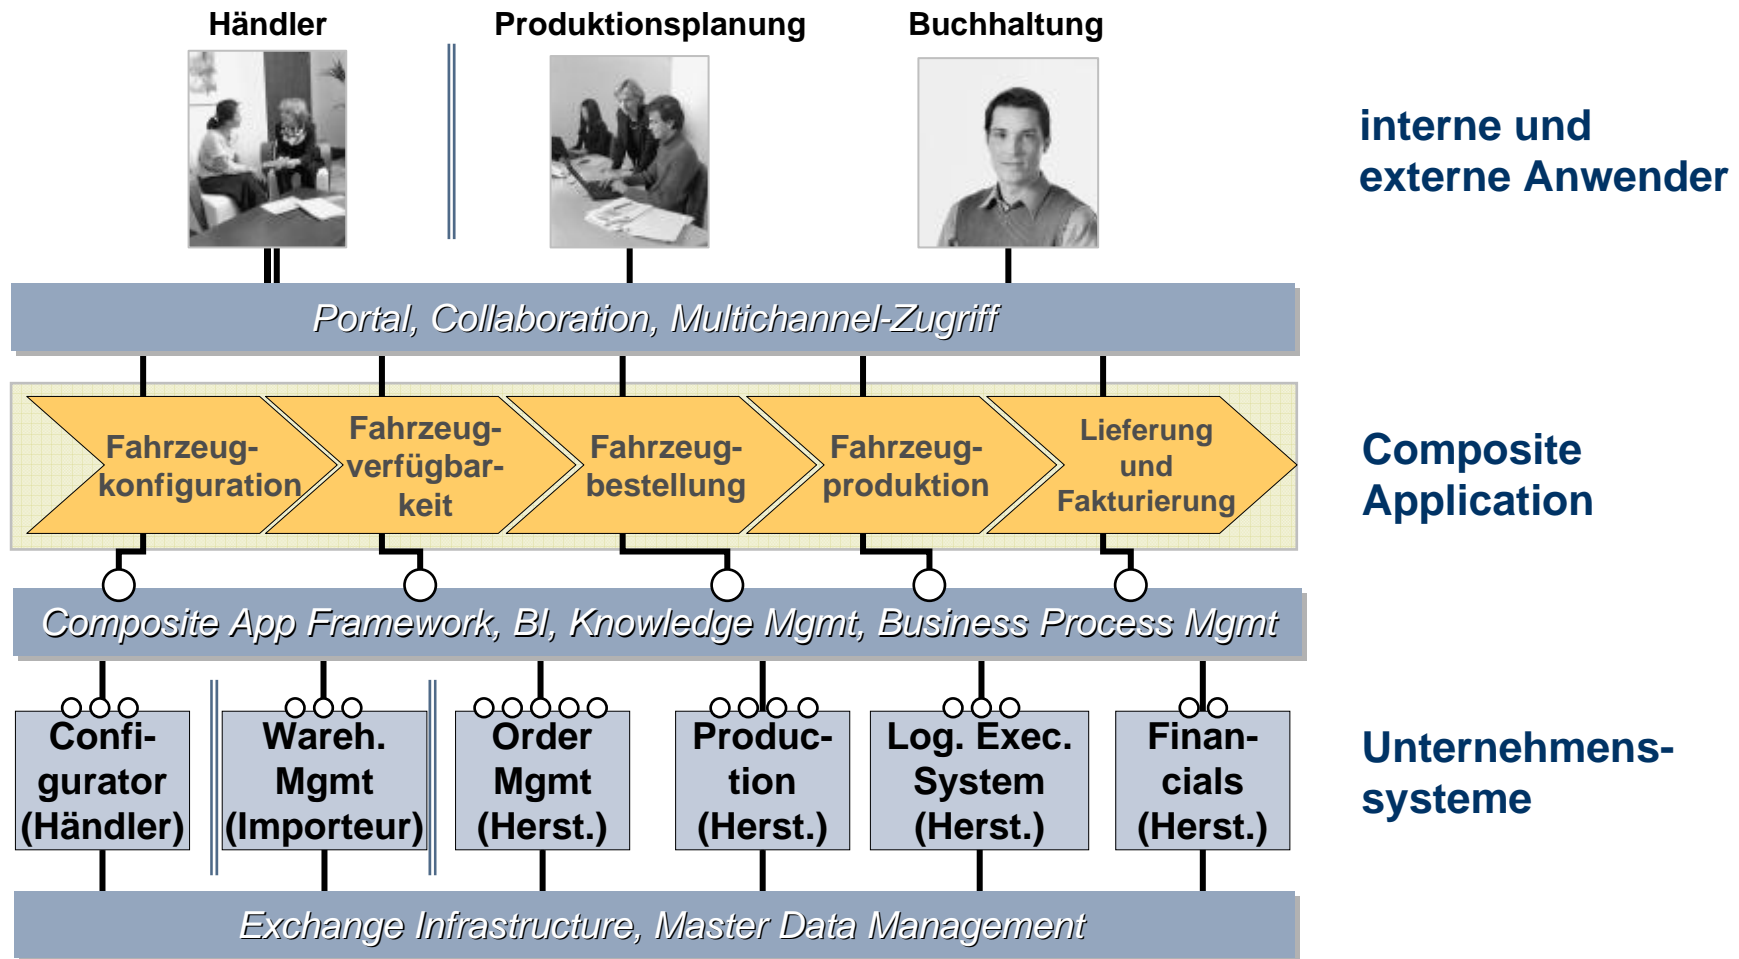 Händler
Produktionsplanung
Buchhaltung
interne und
externe Anwender
Portal, Collaboration, Multichannel-Zugriff
Fahrzeug-
konfiguration
Fahrzeug-
verfügbar-
keit
Fahrzeug-
bestellung
Fahrzeug-
produktion
Lieferung
und
Fakturierung
Composite
Application
Composite App Framework, BI, Knowledge Mgmt, Business Process Mgmt
Confi-
gurator
(Händler)
Wareh.
Mgmt
(Importeur)
Order
Mgmt
(Herst.)
Produc-
tion
(Herst.)
Log. Exec.
System
(Herst.)
Finan-
cials
(Herst.)
Unternehmens-
systeme
Exchange Infrastructure, Master Data Management